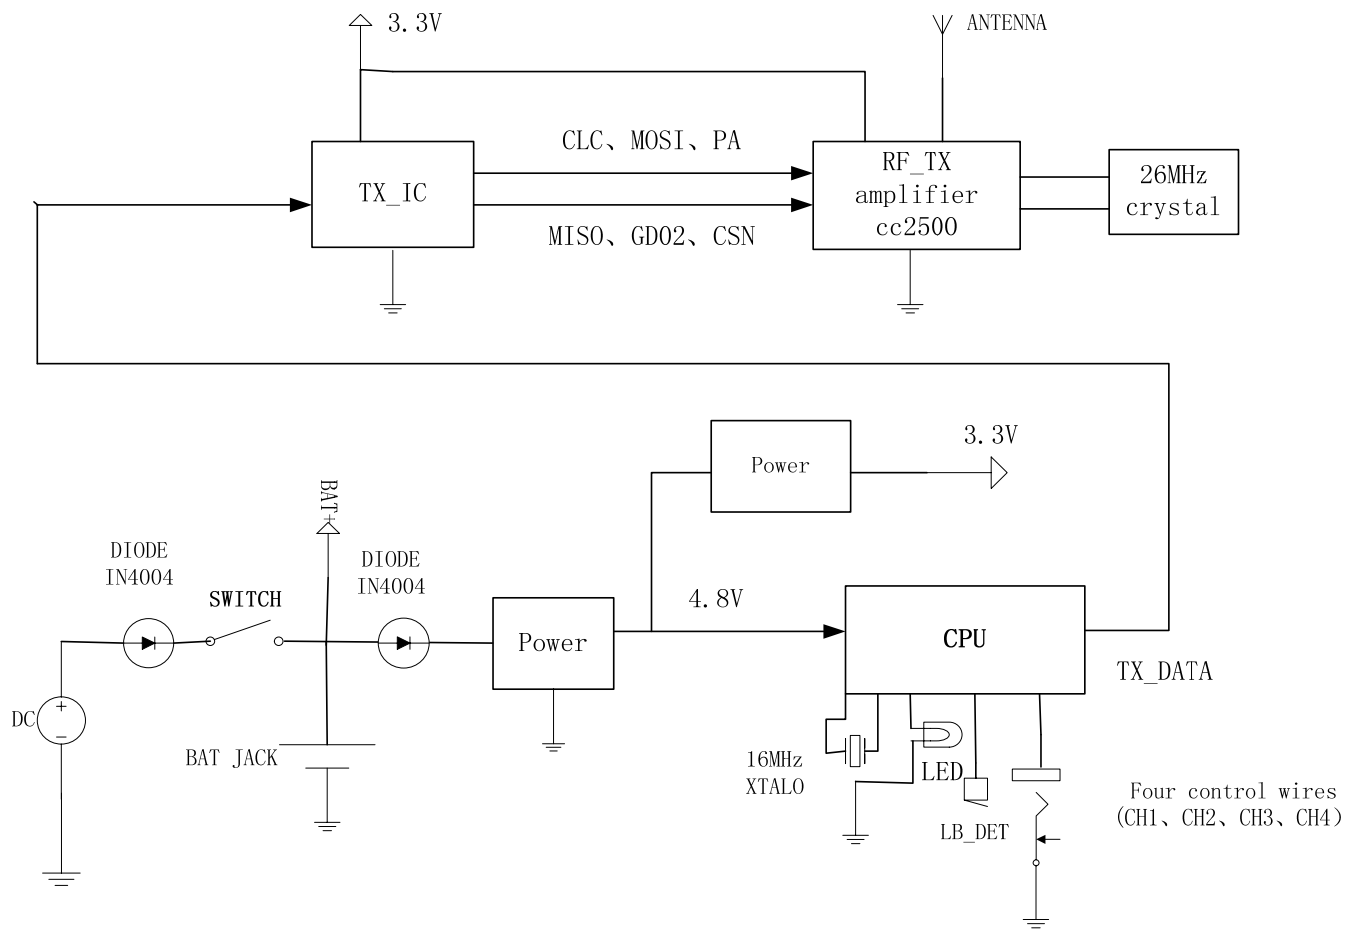 3.3V
ANTENNA
CLC、MOSI、PA
TX_IC
RF_TX
amplifier
cc2500
26MHz
crystal
MISO、GDO2、CSN
3.3V
Power
BAT+
DIODE
IN4004
SWITCH
DIODE
IN4004
Power
4.8V
CPU
TX_DATA
DC
+
−
BAT JACK
16MHz
XTALO
LED
LB_DET
Four control wires
(CH1、CH2、CH3、CH4)